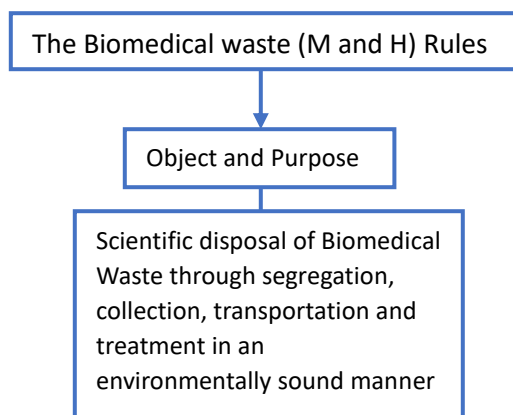 The Biomedical waste (M and H) Rules
Object and Purpose
Scientific disposal of Biomedical
Waste through segregation,
collection, transportation and
treatment in an
environmentally sound manner